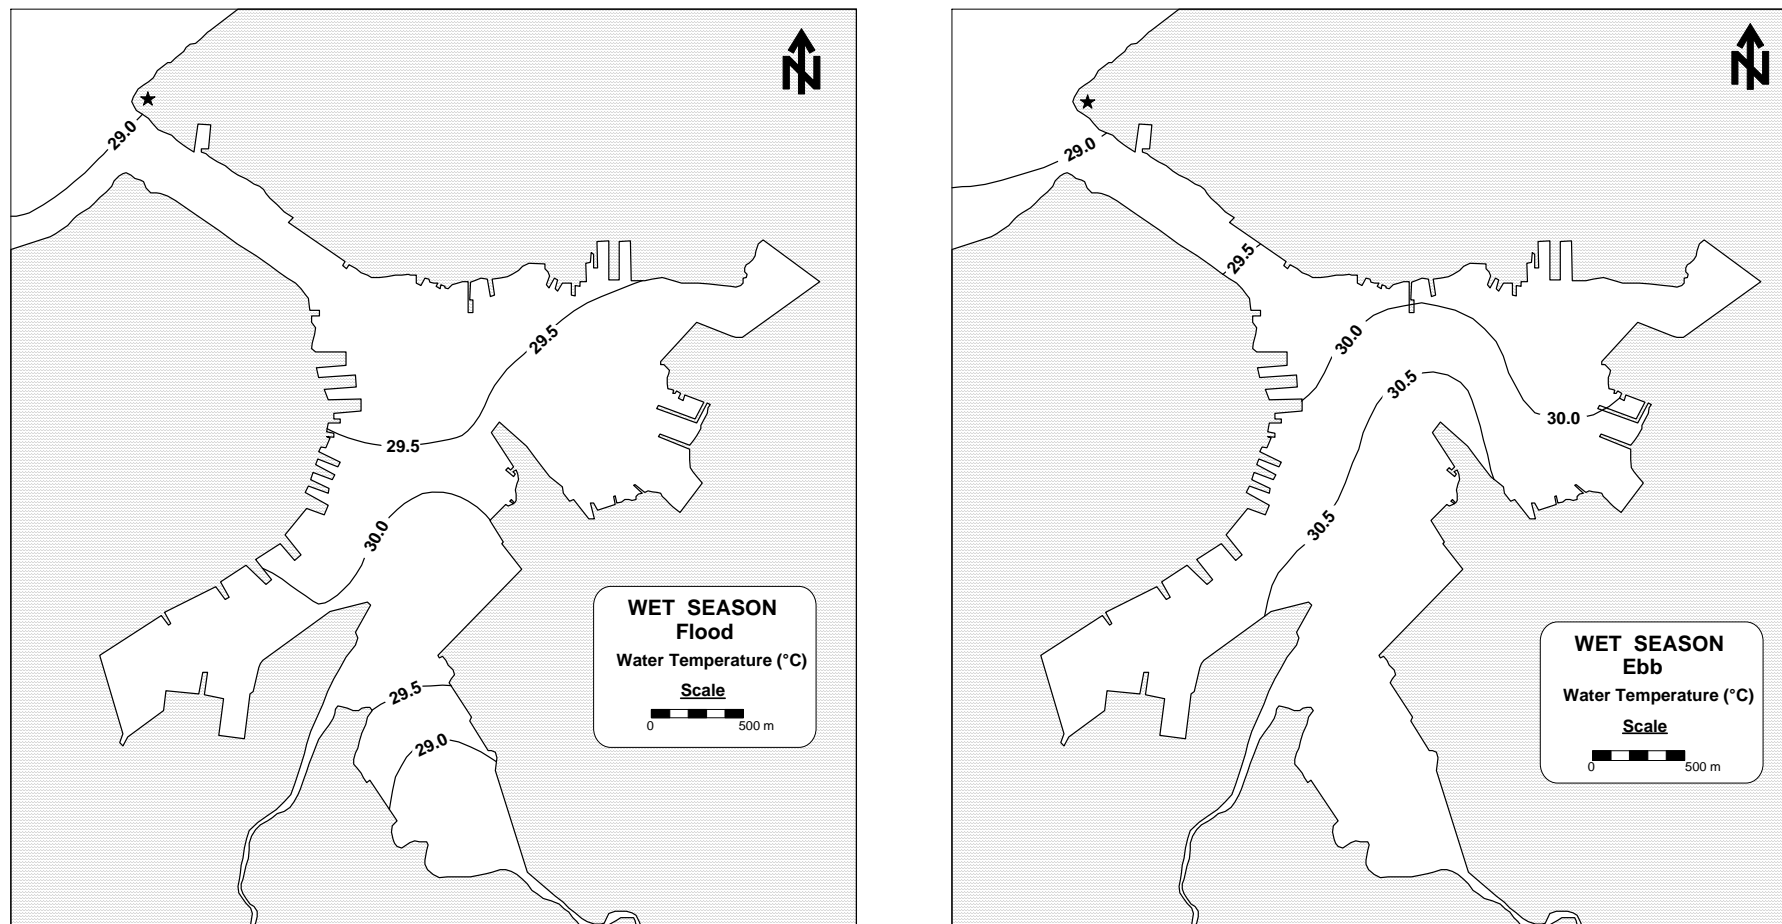 N
29.0
29.5
29.5
30.0
29.5
29.0
WET SEASON
Flood
Water Temperature (°C)
Scale
0 500 m
N
29.0
29.5
30.0
30.5
30.0
30.5
WET SEASON
Ebb
Water Temperature (°C)
Scale
0 500 m